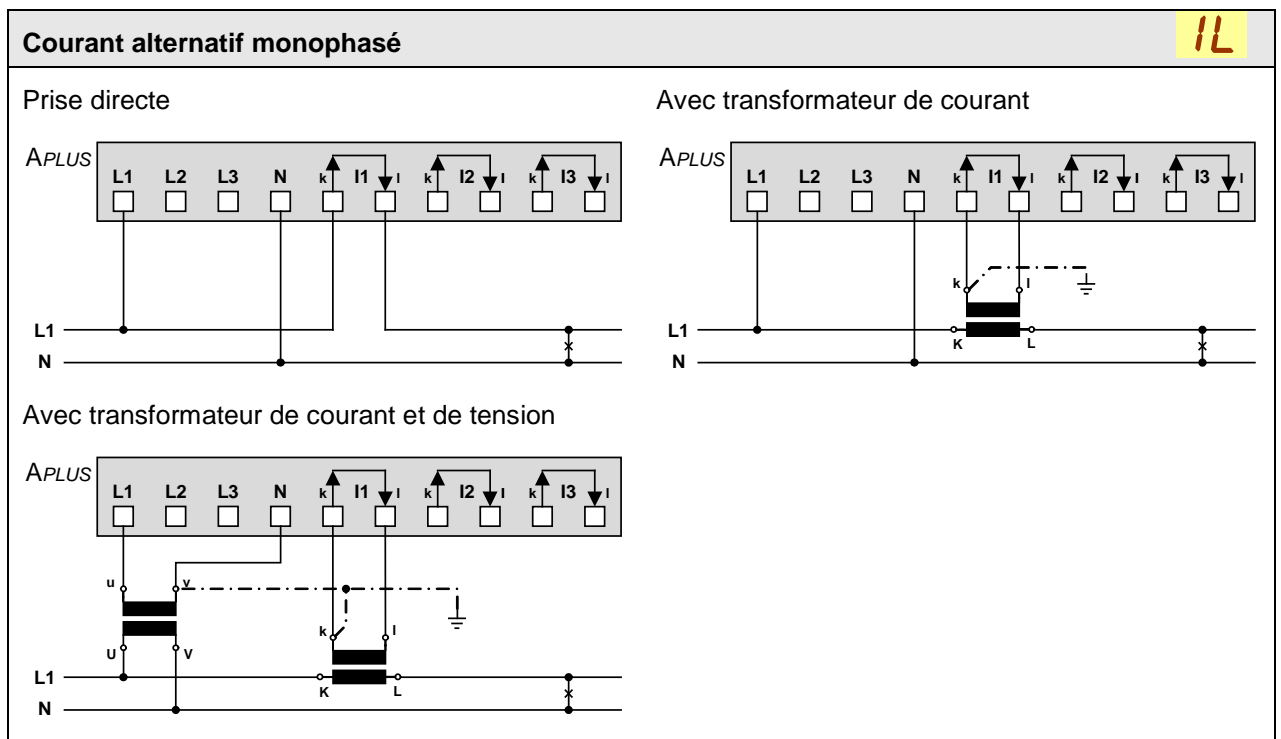 Courant alternatif monophasé 1L
Prise directe
APLUS
L1 L2 L3 N k I1 l k I2 l k I3 l
L1
N
Avec transformateur de courant
APLUS
L1 L2 L3 N k I1 l k I2 l k I3 l
k l
L1
K L
N
Avec transformateur de courant et de tension
APLUS
L1 L2 L3 N k I1 l k I2 l k I3 l
u v
k l
U V
L1
K L
N